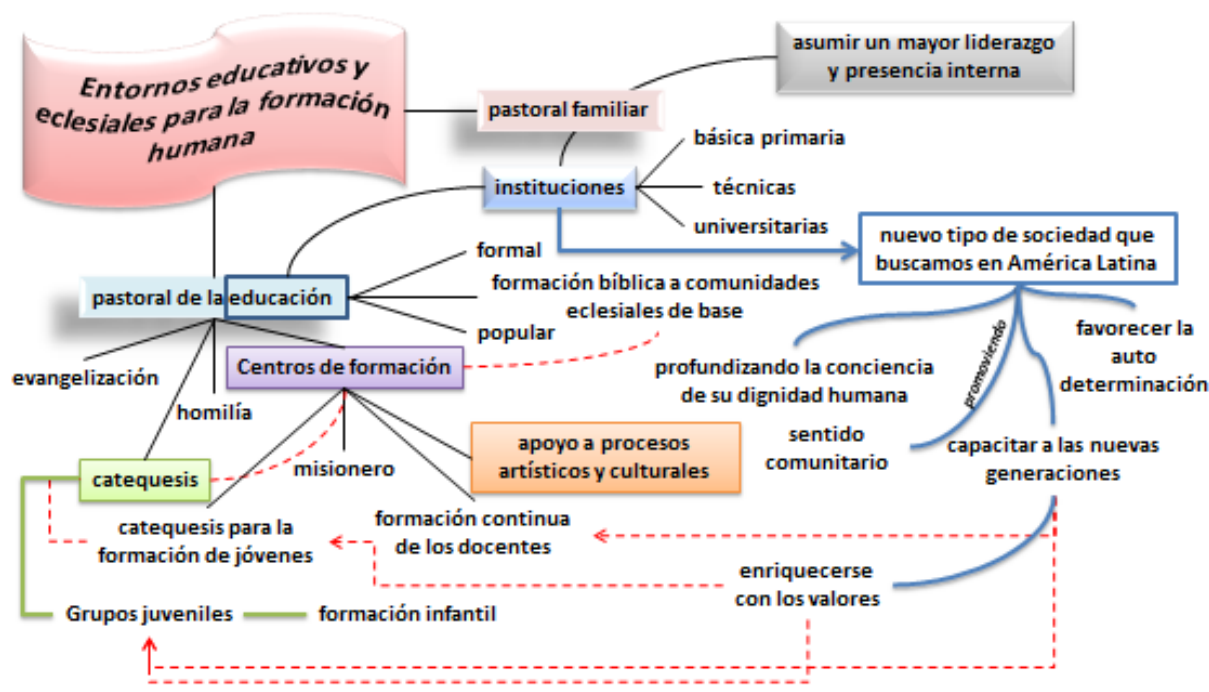 Entornos educativos y
eclesiales para la formación
humana
asumir un mayor liderazgo
y presencia interna
pastoral familiar
básica primaria
instituciones
técnicas
universitarias
nuevo tipo de sociedad que
buscamos en América Latina
formal
formación bíblica a comunidades
eclesiales de base
pastoral de la educación
popular
favorecer la
auto
determinación
promoviendo
profundizando la conciencia
de su dignidad humana
Centros de formación
evangelización
homilía
sentido
comunitario
apoyo a procesos
artísticos y culturales
capacitar a las nuevas
generaciones
misionero
catequesis
catequesis para la
formación de jóvenes
formación continua
de los docentes
enriquecerse
con los valores
Grupos juveniles
formación infantil